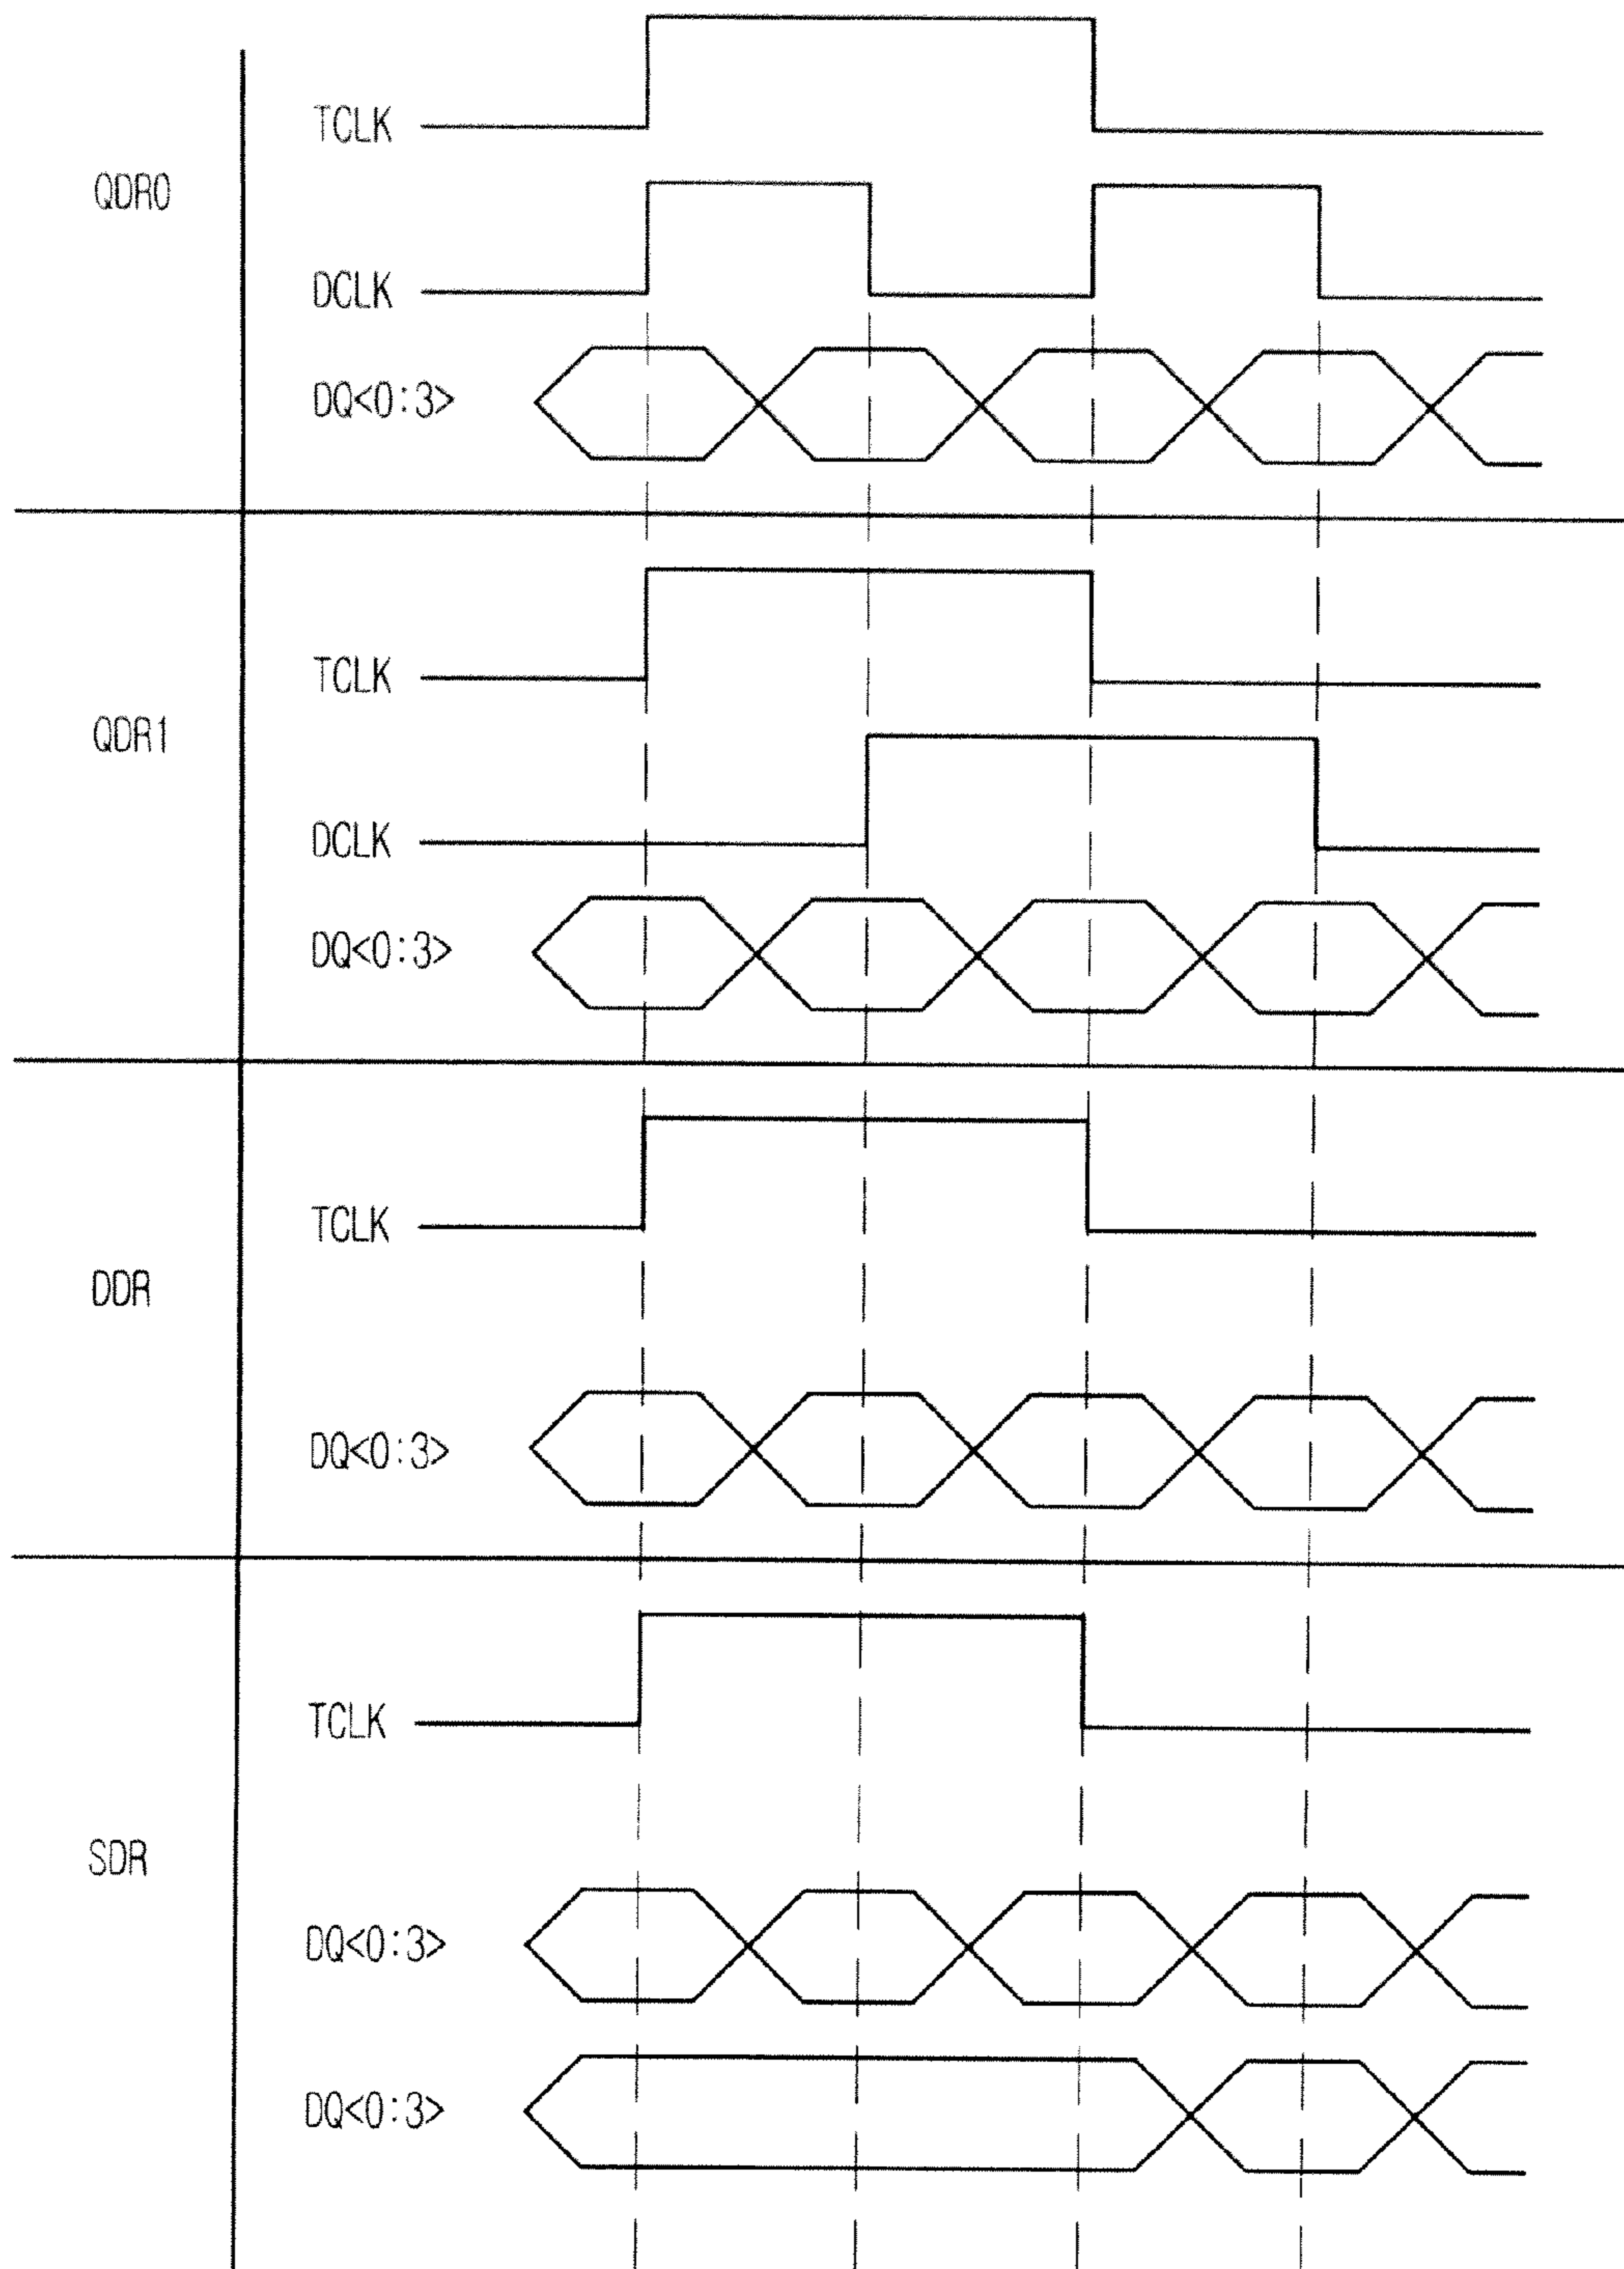 TCLK
QDR0
DCLK
DQ<0:3>
TCLK
QDR1
DCLK
DQ<0:3>
TCLK
DDR
DQ<0:3>
TCLK
SDR
DQ<0:3>
DQ<0:3>